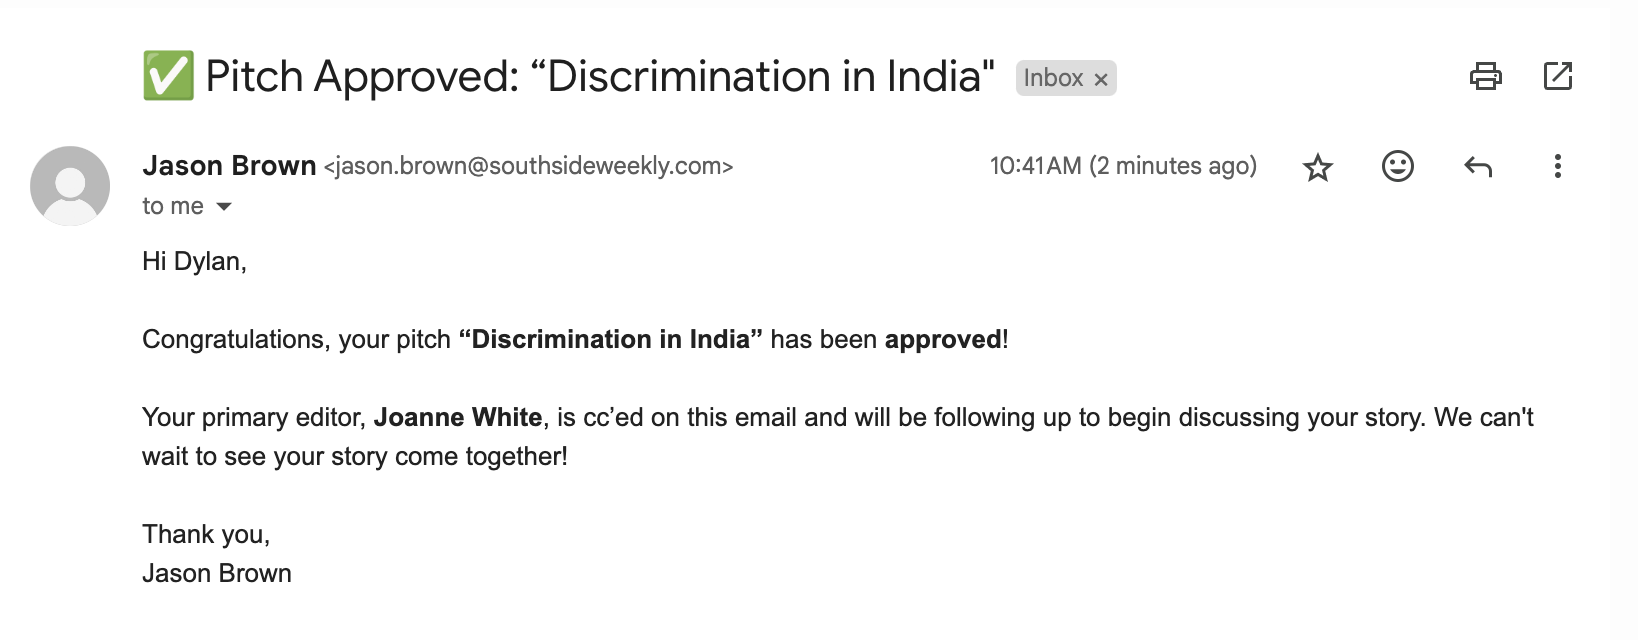 ✅ Pitch Approved: “Discrimination in India" Inbox ×
Jason Brown <jason.brown@southsideweekly.com> 10:41 AM (2 minutes ago)
to me
Hi Dylan,
Congratulations, your pitch “Discrimination in India” has been approved!
Your primary editor, Joanne White, is cc’ed on this email and will be following up to begin discussing your story. We can't
wait to see your story come together!
Thank you,
Jason Brown